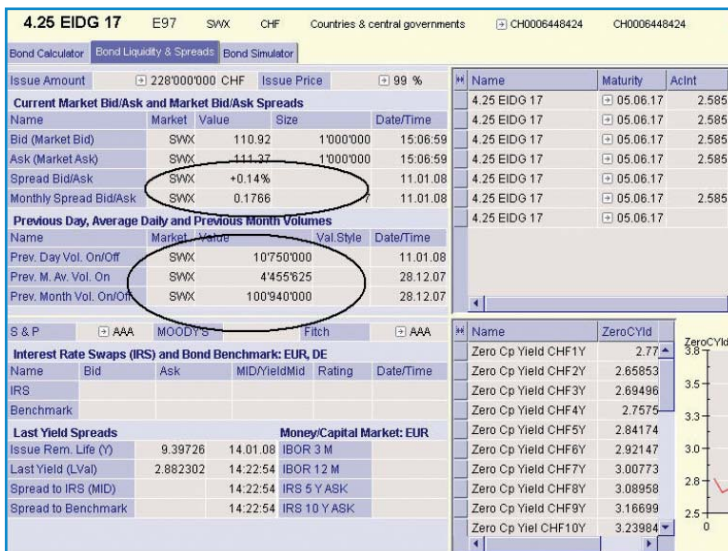 4.25 EIDG 17 E97 SWX CHF Countries & central governments CH0006448424 CH0006448424
Bond Calculator Bond Liquidity & Spreads Bond Simulator
Issue Amount 228'000'000 CHF Issue Price 99 %
Current Market Bid/Ask and Market Bid/Ask Spreads
Name Market Value Size Date/Time
Bid (Market Bid) SWX 110.92 1'000'000 15:06:59
Ask (Market Ask) SWX 111.37 1'000'000 15:06:59
Spread Bid/Ask SWX +0.14% 11.01.08
Monthly Spread Bid/Ask SWX 0.1766 7 11.01.08
Previous Day, Average Daily and Previous Month Volumes
Name Market Value Val.Style Date/Time
Prev. Day Vol. On/Off SWX 10'750'000 11.01.08
Prev. M. Av. Vol. On SWX 4'455'625 28.12.07
Prev. Month Vol. On/Off SWX 100'940'000 28.12.07
Name Maturity AcInt
4.25 EIDG 17 05.06.17 2.585
4.25 EIDG 17 05.06.17 2.585
4.25 EIDG 17 05.06.17 2.585
4.25 EIDG 17 05.06.17 2.585
4.25 EIDG 17 05.06.17
4.25 EIDG 17 05.06.17 2.585
4.25 EIDG 17 05.06.17
S & P AAA MOODY'S Fitch AAA
Interest Rate Swaps (IRS) and Bond Benchmark: EUR, DE
Name Bid Ask MID/YieldMid Rating Date/Time
IRS
Benchmark
Last Yield Spreads Money/Capital Market: EUR
Issue Rem. Life (Y) 9.39726 14.01.08 IBOR 3 M
Last Yield (LVal) 2.882302 14:22:54 IBOR 12 M
Spread to IRS (MID) 14:22:54 IRS 5 Y ASK
Spread to Benchmark 14:22:54 IRS 10 Y ASK
Name ZeroCYld
Zero Cp Yield CHF1Y 2.77
Zero Cp Yield CHF2Y 2.65853
Zero Cp Yield CHF3Y 2.69496
Zero Cp Yield CHF4Y 2.7575
Zero Cp Yield CHF5Y 2.84174
Zero Cp Yield CHF6Y 2.92147
Zero Cp Yield CHF7Y 3.00773
Zero Cp Yield CHF8Y 3.08958
Zero Cp Yield CHF9Y 3.16699
Zero Cp Yiel CHF10Y 3.23984
ZeroCYld
3.8
3.5
3.3
3.0
2.8
2.5
0